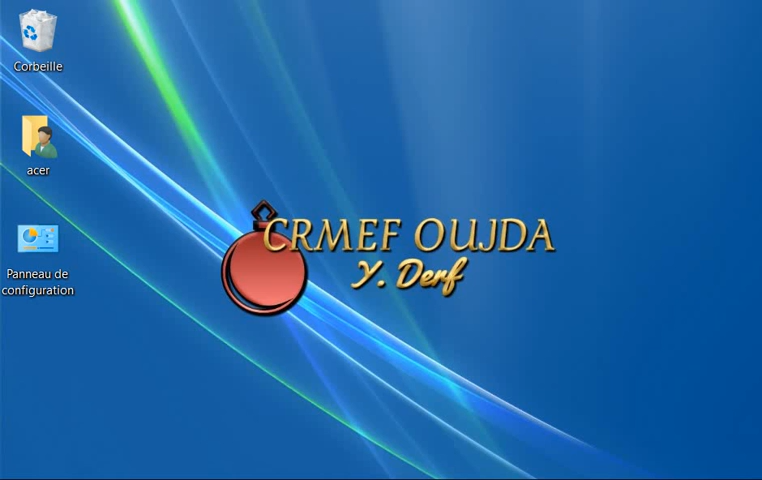 Corbeille
acer
Panneau de
configuration
CRMEF OUJDA
Y. Derf